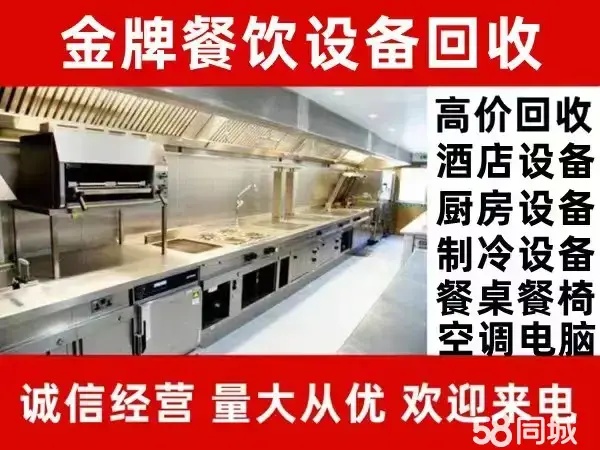 金牌餐饮设备回收
高价回收
酒店设备
厨房设备
制冷设备
餐桌餐椅
空调电脑
诚信经营 量大从优 欢迎来电
58同城